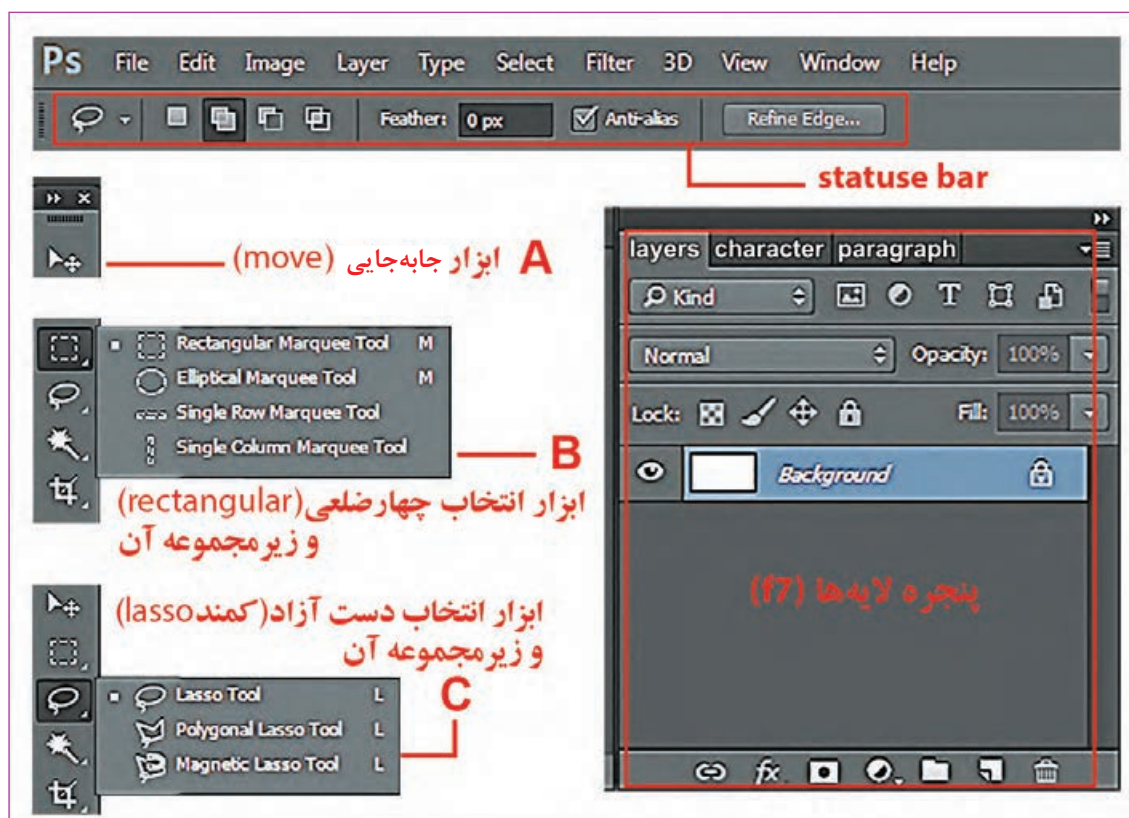 Ps File Edit Image Layer Type Select Filter 3D View Window Help
Feather: 0 px Anti-alias Refine Edge...
statuse bar
A ابزار جابه‌جایی (move)
Rectangular Marquee Tool M
Elliptical Marquee Tool M
Single Row Marquee Tool
Single Column Marquee Tool
B
ابزار انتخاب چهارضلعی(rectangular)
و زیرمجموعه آن
ابزار انتخاب دست آزاد(کمندlasso)
و زیرمجموعه آن
C
Lasso Tool L
Polygonal Lasso Tool L
Magnetic Lasso Tool L
layers character paragraph
Kind T
Normal Opacity: 100%
Lock: Fill: 100%
Background
پنجره لایه‌ها (f7)
fx